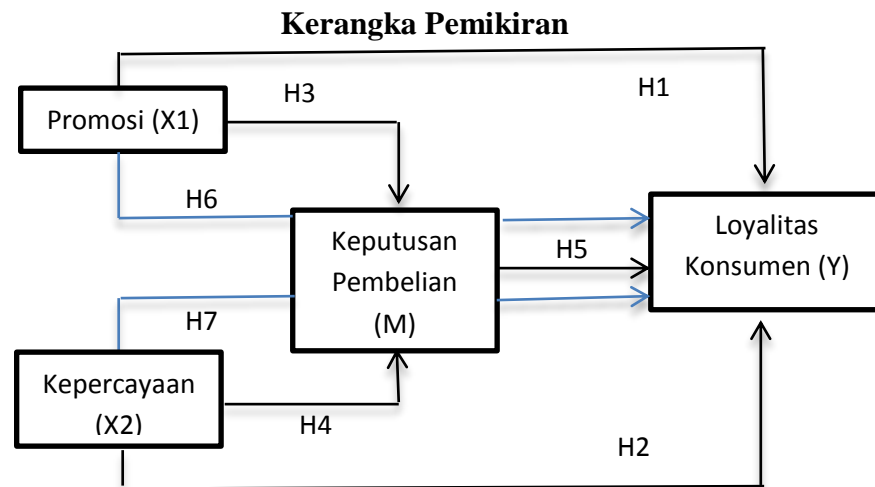 Kerangka Pemikiran
H1
H3
Promosi (X1)
H6
Keputusan
Pembelian
(M)
H5
Loyalitas
Konsumen (Y)
H7
Kepercayaan
(X2)
H4
H2